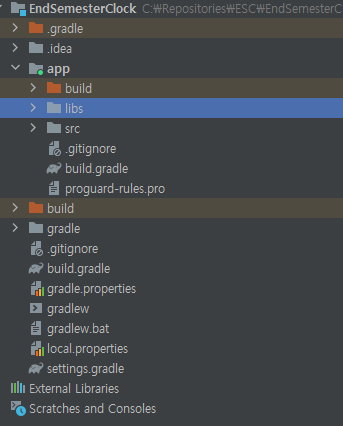 EndSemesterClock C:₩Repositories₩ESC₩EndSemesterC
.gradle
.idea
app
build
libs
src
.gitignore
build.gradle
proguard-rules.pro
build
gradle
.gitignore
build.gradle
gradle.properties
gradlew
gradlew.bat
local.properties
settings.gradle
External Libraries
Scratches and Consoles